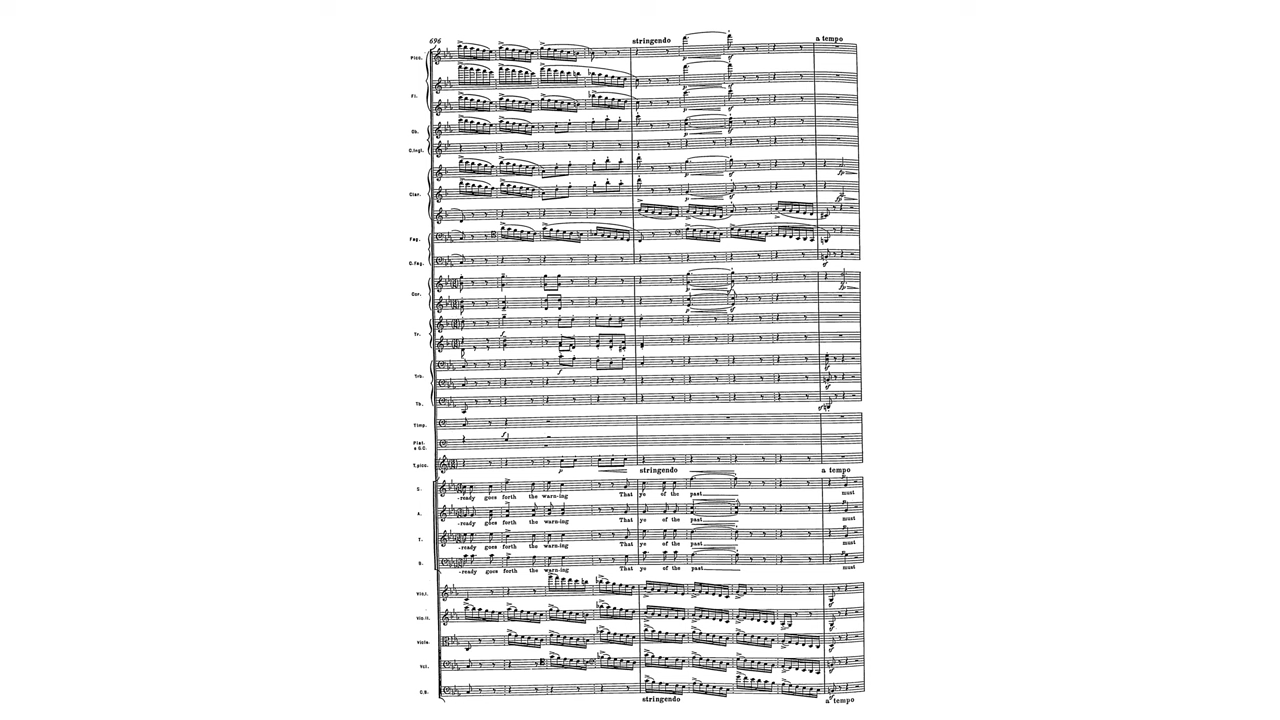 696
stringendo
a tempo
Picc.
Fl.
Ob.
C.ingl.
Clar.
Fag.
C.Fag.
Cor.
Tr.
Trb.
Tb.
Timp.
Piat.
e G.C.
T.picc.
stringendo
a tempo
S.
-ready goes forth the warn-ing That ye of the past must
A.
-ready goes forth the warn-ing That ye of the past must
T.
-ready goes forth the warn-ing That ye of the past must
B.
-ready goes forth the warn-ing That ye of the past must
Vio.I.
Vio.II.
Viola.
Vcl.
C.B.
stringendo
a tempo